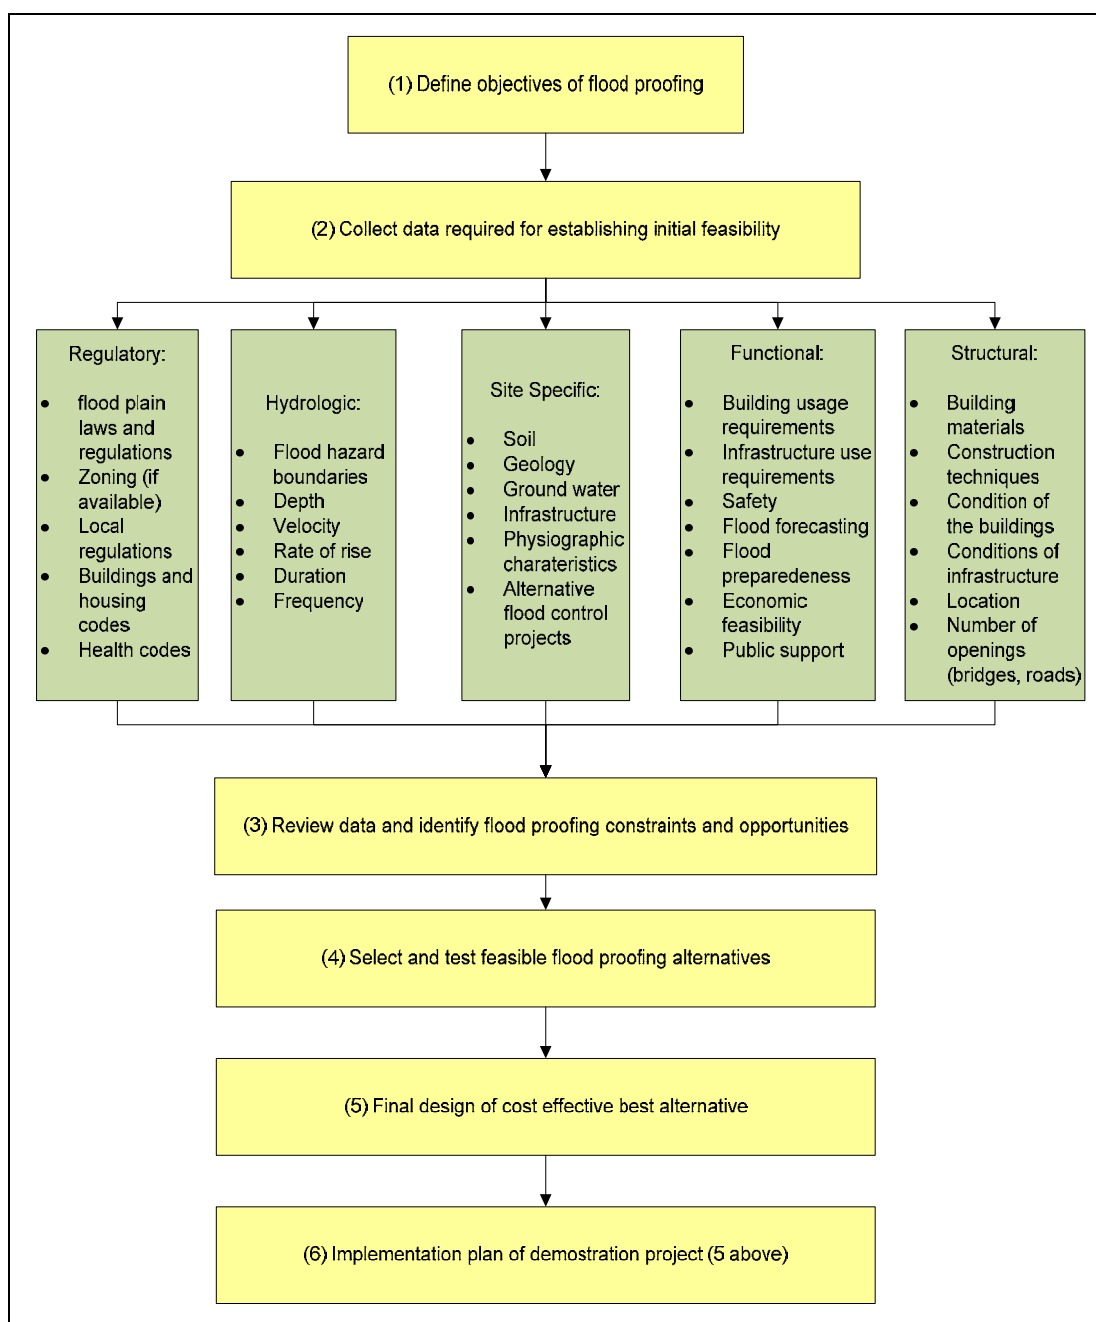 (1) Define objectives of flood proofing
(2) Collect data required for establishing initial feasibility
Regulatory:
• flood plain
laws and
regulations
• Zoning (if
available)
• Local
regulations
• Buildings and
housing
codes
• Health codes
Hydrologic:
• Flood hazard
boundaries
• Depth
• Velocity
• Rate of rise
• Duration
• Frequency
Site Specific:
• Soil
• Geology
• Ground water
• Infrastructure
• Physiographic
charateristics
• Alternative
flood control
projects
Functional:
• Building usage
requirements
• Infrastructure use
requirements
• Safety
• Flood forecasting
• Flood
preparedeness
• Economic
feasibility
• Public support
Structural:
• Building
materials
• Construction
techniques
• Condition of
the buildings
• Conditions of
infrastructure
• Location
• Number of
openings
(bridges, roads)
(3) Review data and identify flood proofing constraints and opportunities
(4) Select and test feasible flood proofing alternatives
(5) Final design of cost effective best alternative
(6) Implementation plan of demostration project (5 above)